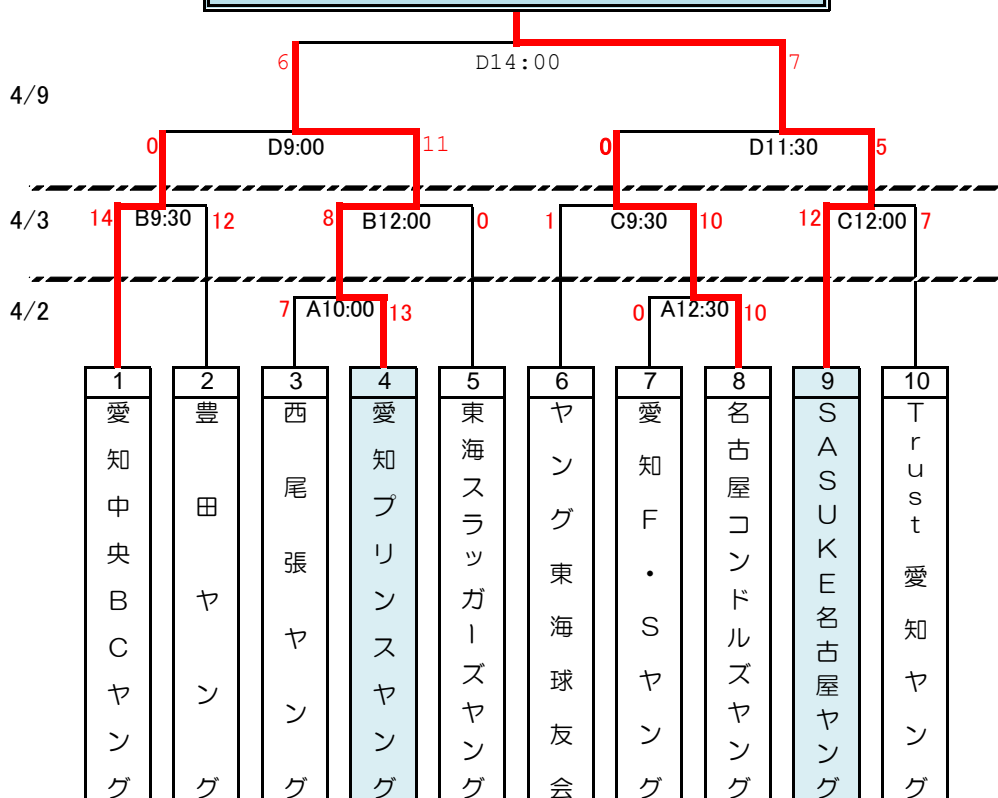 6 D14:00 7
4/9
0 D9:00 11 0 D11:30 5
4/3 14 B9:30 12 8 B12:00 0 1 C9:30 10 12 C12:00 7
4/2 7 A10:00 13 0 A12:30 10
1 2 3 4 5 6 7 8 9 10
愛知中央BCヤング
豊田ヤング
西尾張ヤング
愛知プリンスヤング
東海スラッガーズヤング
ヤング東海球友会
愛知F・Sヤング
名古屋コンドルズヤング
SASUKE名古屋ヤング
Trust愛知ヤング